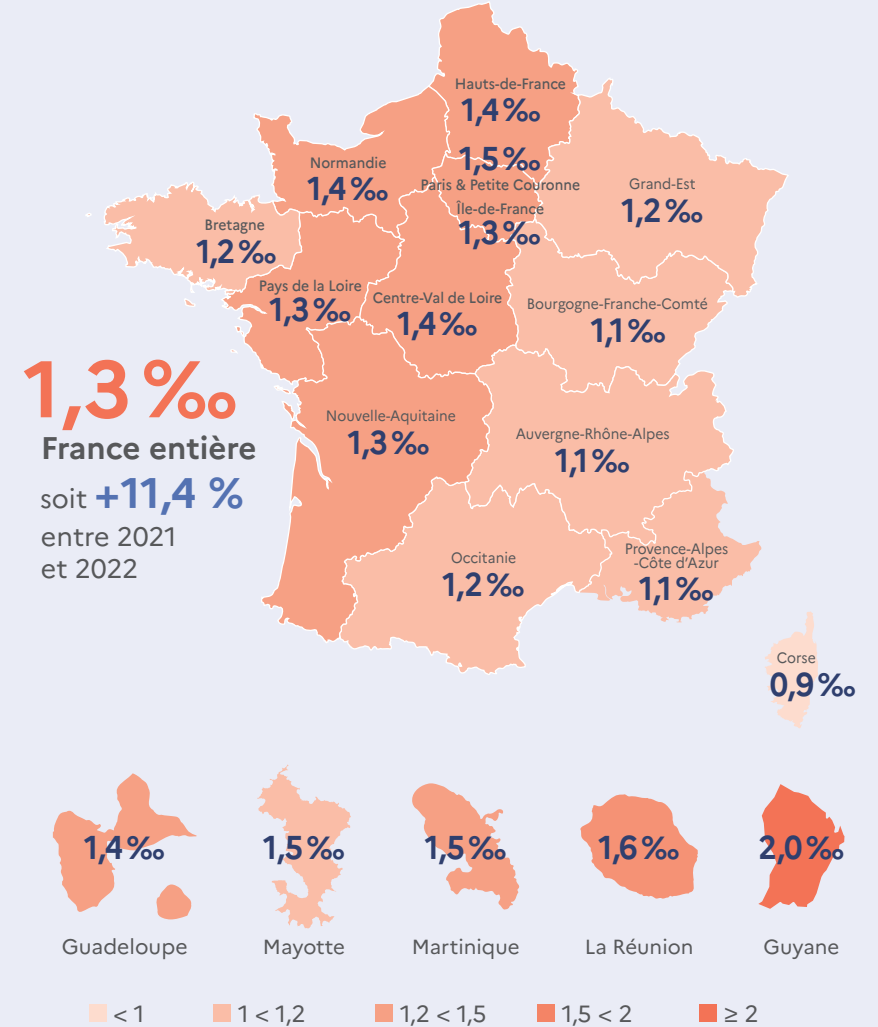 Hauts-de-France
1,4 ‰
1,5 ‰
Paris & Petite Couronne
Île-de-France
1,3 ‰
Normandie
1,4 ‰
Grand-Est
1,2 ‰
Bretagne
1,2 ‰
Pays de la Loire
1,3 ‰
Centre-Val de Loire
1,4 ‰
Bourgogne-Franche-Comté
1,1 ‰
1,3 ‰
France entière
soit +11,4 %
entre 2021
et 2022
Nouvelle-Aquitaine
1,3 ‰
Auvergne-Rhône-Alpes
1,1 ‰
Occitanie
1,2 ‰
Provence-Alpes
-Côte d'Azur
1,1 ‰
Corse
0,9 ‰
1,4 ‰
Guadeloupe
1,5 ‰
Mayotte
1,5 ‰
Martinique
1,6 ‰
La Réunion
2,0 ‰
Guyane
< 1
1 < 1,2
1,2 < 1,5
1,5 < 2
≥ 2